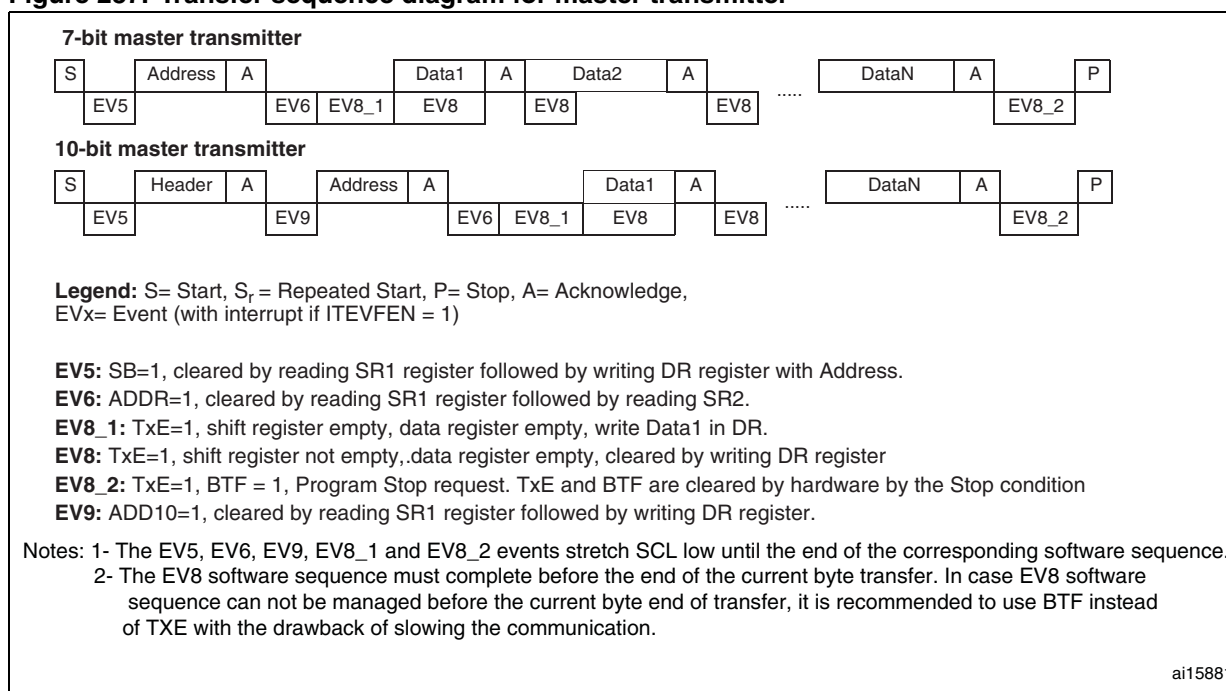 Figure 237. Transfer sequence diagram for master transmitter
7-bit master transmitter
S Address A Data1 A Data2 A ..... DataN A P
EV5 EV6 EV8_1 EV8 EV8 EV8 EV8_2
10-bit master transmitter
S Header A Address A Data1 A ..... DataN A P
EV5 EV9 EV6 EV8_1 EV8 EV8 EV8_2
Legend: S= Start, Sr = Repeated Start, P= Stop, A= Acknowledge,
EVx= Event (with interrupt if ITEVFEN = 1)
EV5: SB=1, cleared by reading SR1 register followed by writing DR register with Address.
EV6: ADDR=1, cleared by reading SR1 register followed by reading SR2.
EV8_1: TxE=1, shift register empty, data register empty, write Data1 in DR.
EV8: TxE=1, shift register not empty,.data register empty, cleared by writing DR register
EV8_2: TxE=1, BTF = 1, Program Stop request. TxE and BTF are cleared by hardware by the Stop condition
EV9: ADD10=1, cleared by reading SR1 register followed by writing DR register.
Notes: 1- The EV5, EV6, EV9, EV8_1 and EV8_2 events stretch SCL low until the end of the corresponding software sequence.
2- The EV8 software sequence must complete before the end of the current byte transfer. In case EV8 software
sequence can not be managed before the current byte end of transfer, it is recommended to use BTF instead
of TXE with the drawback of slowing the communication.
ai15881